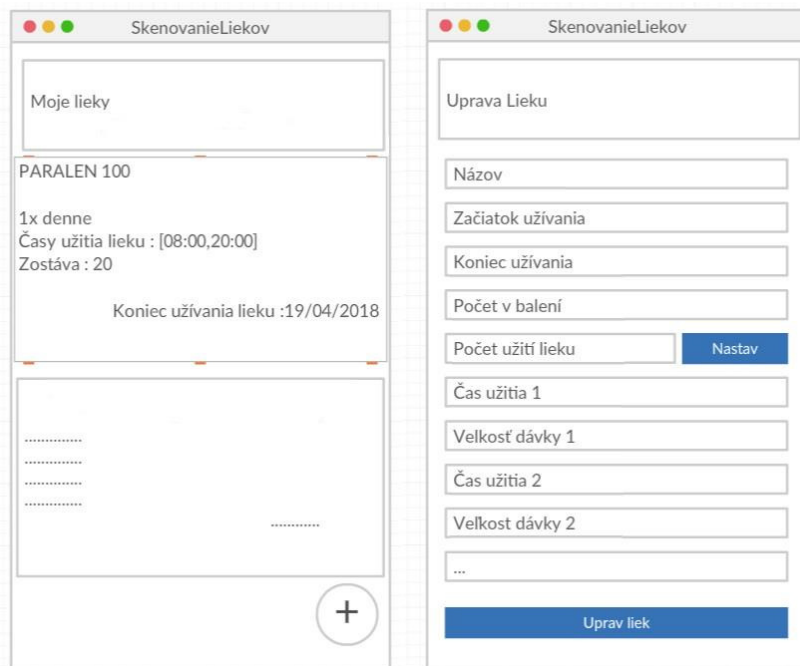 SkenovanieLiekov
Moje lieky
PARALEN 100
1x denne
Časy užitia lieku : [08:00,20:00]
Zostáva : 20
Koniec užívania lieku :19/04/2018
..............
..............
..............
..............
............
+
SkenovanieLiekov
Uprava Lieku
Názov
Začiatok užívania
Koniec užívania
Počet v balení
Počet užití lieku
Nastav
Čas užitia 1
Velkosť dávky 1
Čas užitia 2
Veľkost dávky 2
...
Uprav liek